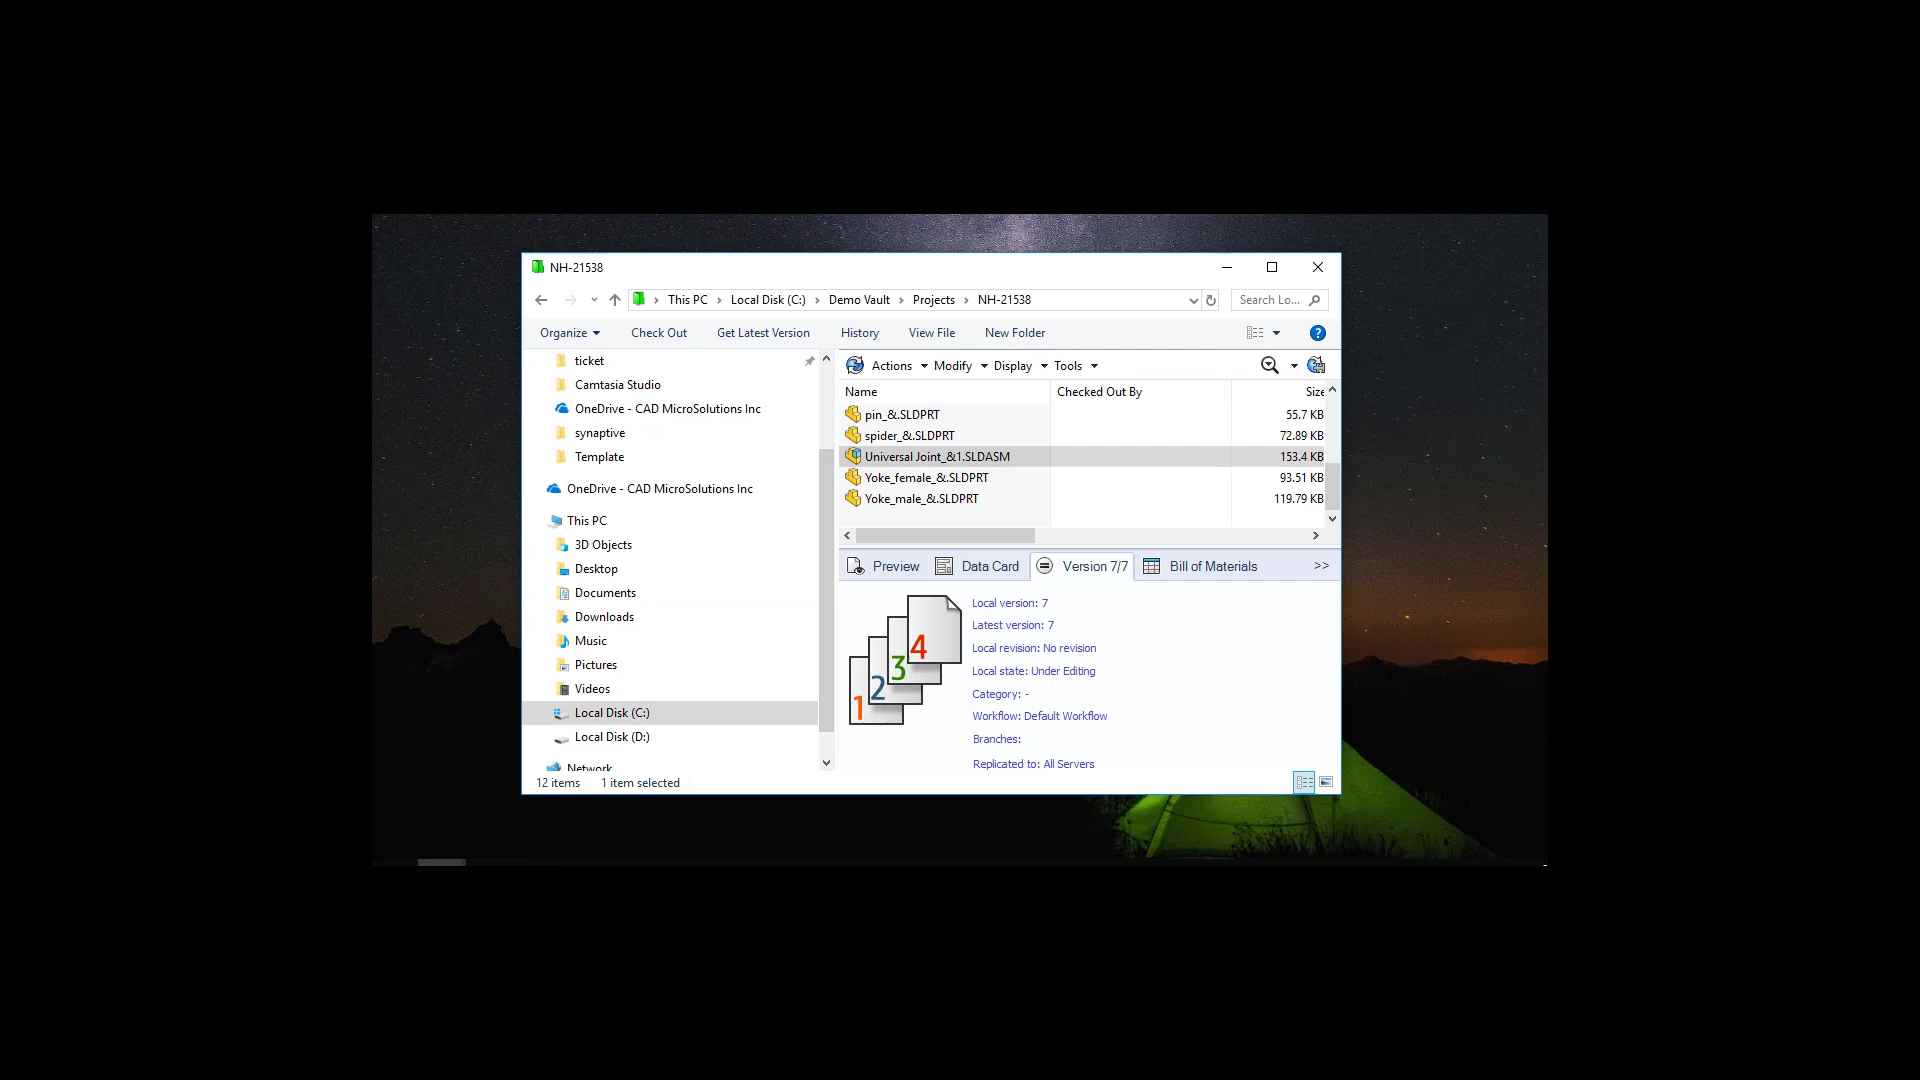 NH-21538
This PC
Local Disk (C:)
Demo Vault
Projects
NH-21538
Search Lo...
Organize
Check Out
Get Latest Version
History
View File
New Folder
ticket
Camtasia Studio
OneDrive - CAD MicroSolutions Inc
synaptive
Template
OneDrive - CAD MicroSolutions Inc
This PC
3D Objects
Desktop
Documents
Downloads
Music
Pictures
Videos
Local Disk (C:)
Local Disk (D:)
Network
Actions
Modify
Display
Tools
Name
Checked Out By
Size
pin_&.SLDPRT
55.7 KB
spider_&.SLDPRT
72.89 KB
Universal Joint_&1.SLDASM
153.4 KB
Yoke_female_&.SLDPRT
93.51 KB
Yoke_male_&.SLDPRT
119.79 KB
Preview
Data Card
Version 7/7
Bill of Materials
>>
1
2
3
4
Local version: 7
Latest version: 7
Local revision: No revision
Local state: Under Editing
Category: -
Workflow: Default Workflow
Branches:
Replicated to: All Servers
12 items
1 item selected